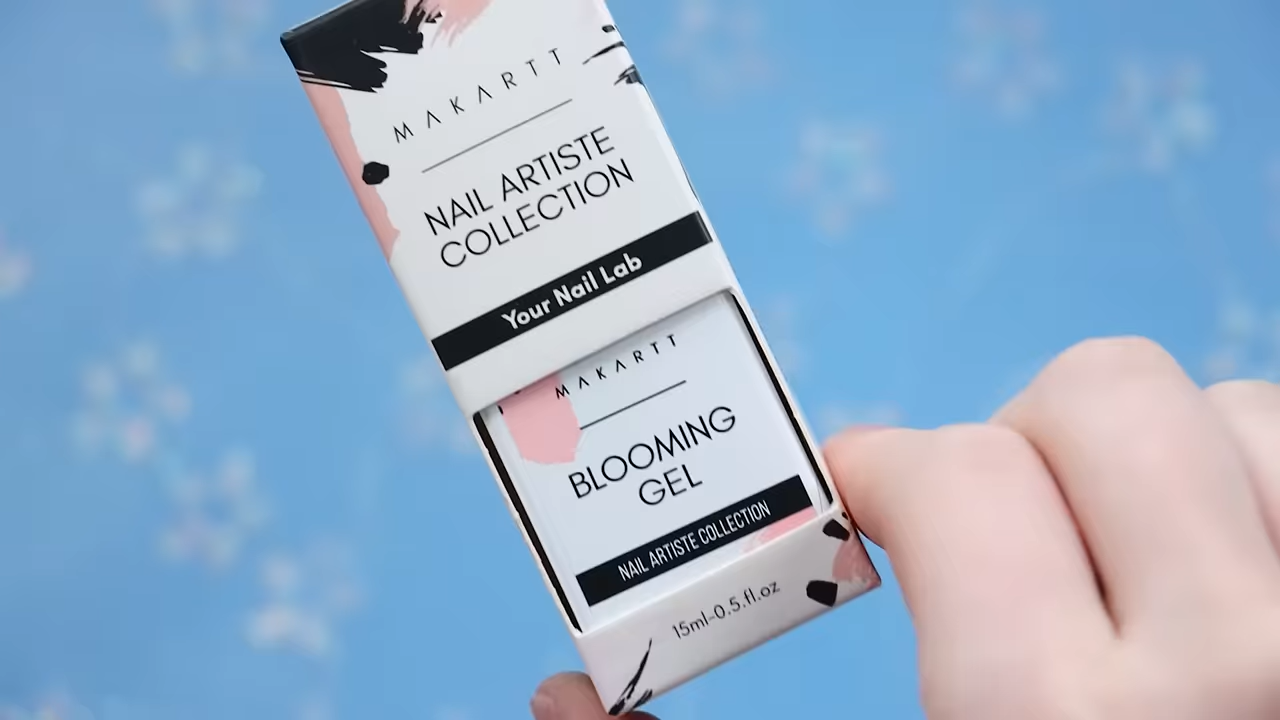 MAKARTT
NAIL ARTISTE
COLLECTION
Your Nail Lab
MAKARTT
BLOOMING
GEL
NAIL ARTISTE COLLECTION
15ml-0.5.fl.oz